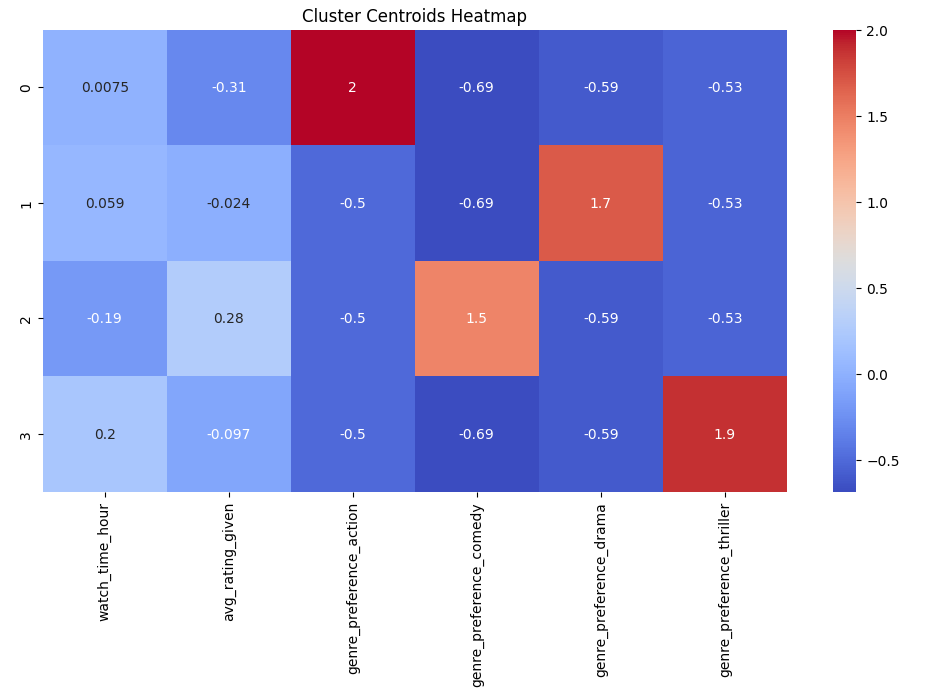 Cluster Centroids Heatmap
0 0.0075 -0.31 2 -0.69 -0.59 -0.53
1 0.059 -0.024 -0.5 -0.69 1.7 -0.53
2 -0.19 0.28 -0.5 1.5 -0.59 -0.53
3 0.2 -0.097 -0.5 -0.69 -0.59 1.9
watch_time_hour
avg_rating_given
genre_preference_action
genre_preference_comedy
genre_preference_drama
genre_preference_thriller
2.0
1.5
1.0
0.5
0.0
−0.5